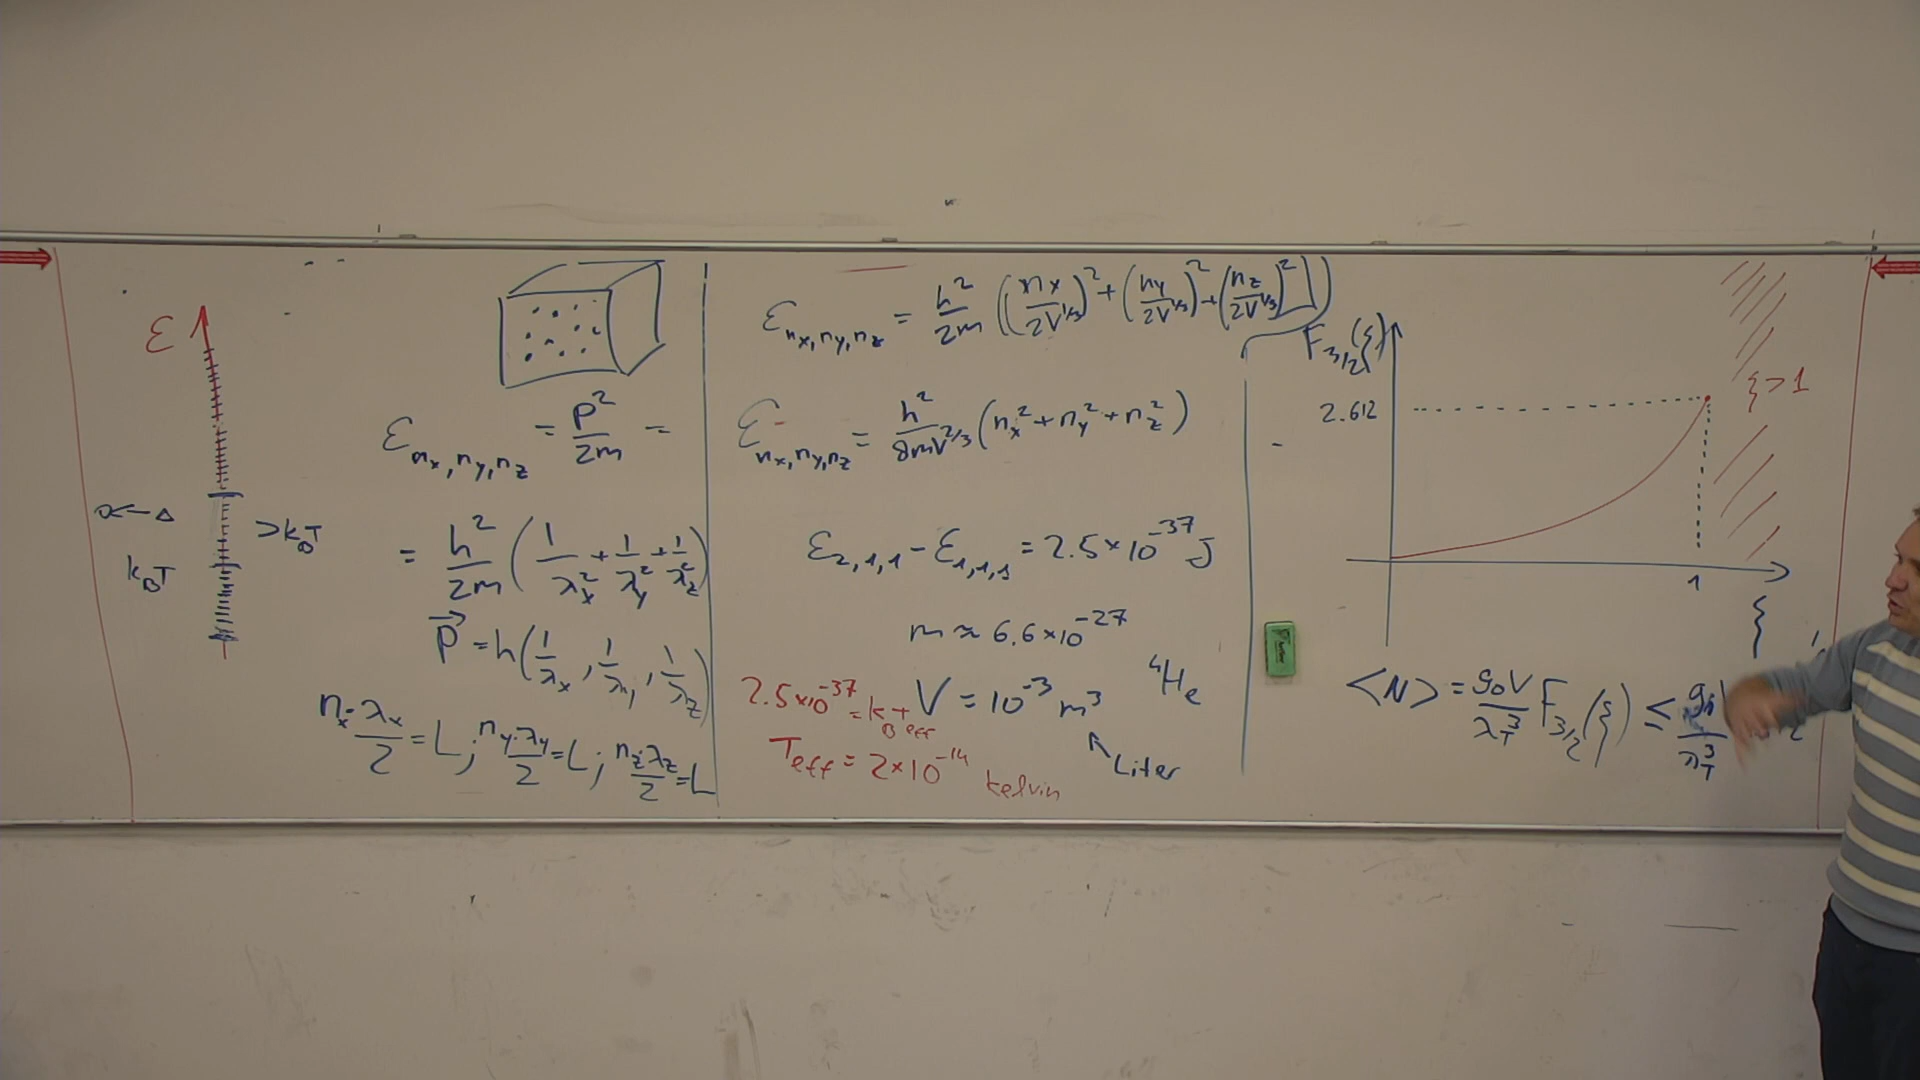 ε
k_B T
>k_B T
ε_{n_x, n_y, n_z} = p²/2m =
= h²/2m (1/λ_x² + 1/λ_y² + 1/λ_z²)
p⃗ = h(1/λ_x, 1/λ_y, 1/λ_z)
n_x·λ_x/2 = L; n_y·λ_y/2 = L; n_z·λ_z/2 = L
ε_{n_x, n_y, n_z} = h²/2m ((n_x/2V^{1/3})² + (n_y/2V^{1/3})² + (n_z/2V^{1/3})²)
ε_{n_x, n_y, n_z} = h²/8mV^{2/3} (n_x² + n_y² + n_z²)
ε_{2,1,1} - ε_{1,1,1} = 2.5×10^{-37} J
m ≈ 6.6×10^{-27}
⁴He
V = 10^{-3} m³
Liter
2.5×10^{-37} = k_B T_eff
T_eff = 2×10^{-14} kelvin
F_{3/2}(ξ)
2.612
ξ>1
1
ξ
<N> = g₀V/λ_T³ F_{3/2}(ξ) ≤
λ_T³